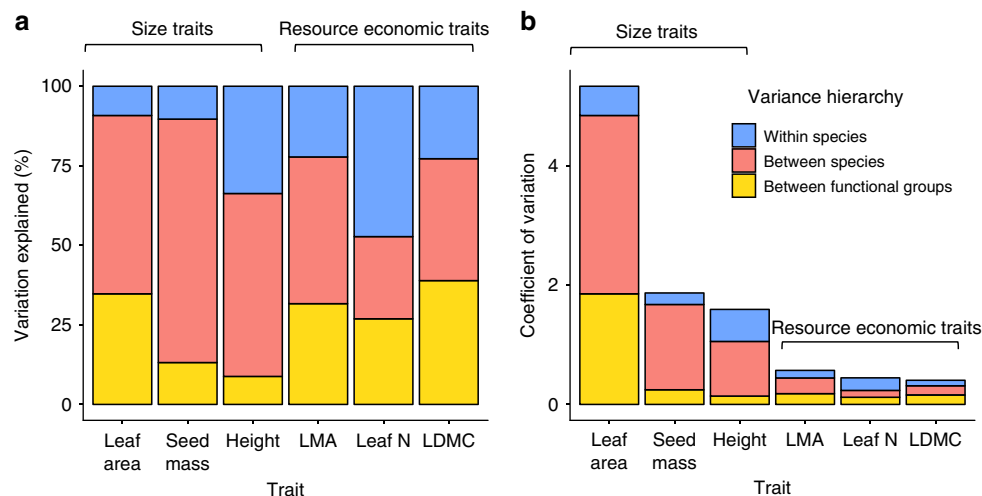 a
Size traits
Resource economic traits
Variation explained (%)
100
75
50
25
0
Leaf area
Seed mass
Height
LMA
Leaf N
LDMC
Trait
b
Size traits
Variance hierarchy
Within species
Between species
Between functional groups
Coefficient of variation
4
2
0
Resource economic traits
Leaf area
Seed mass
Height
LMA
Leaf N
LDMC
Trait